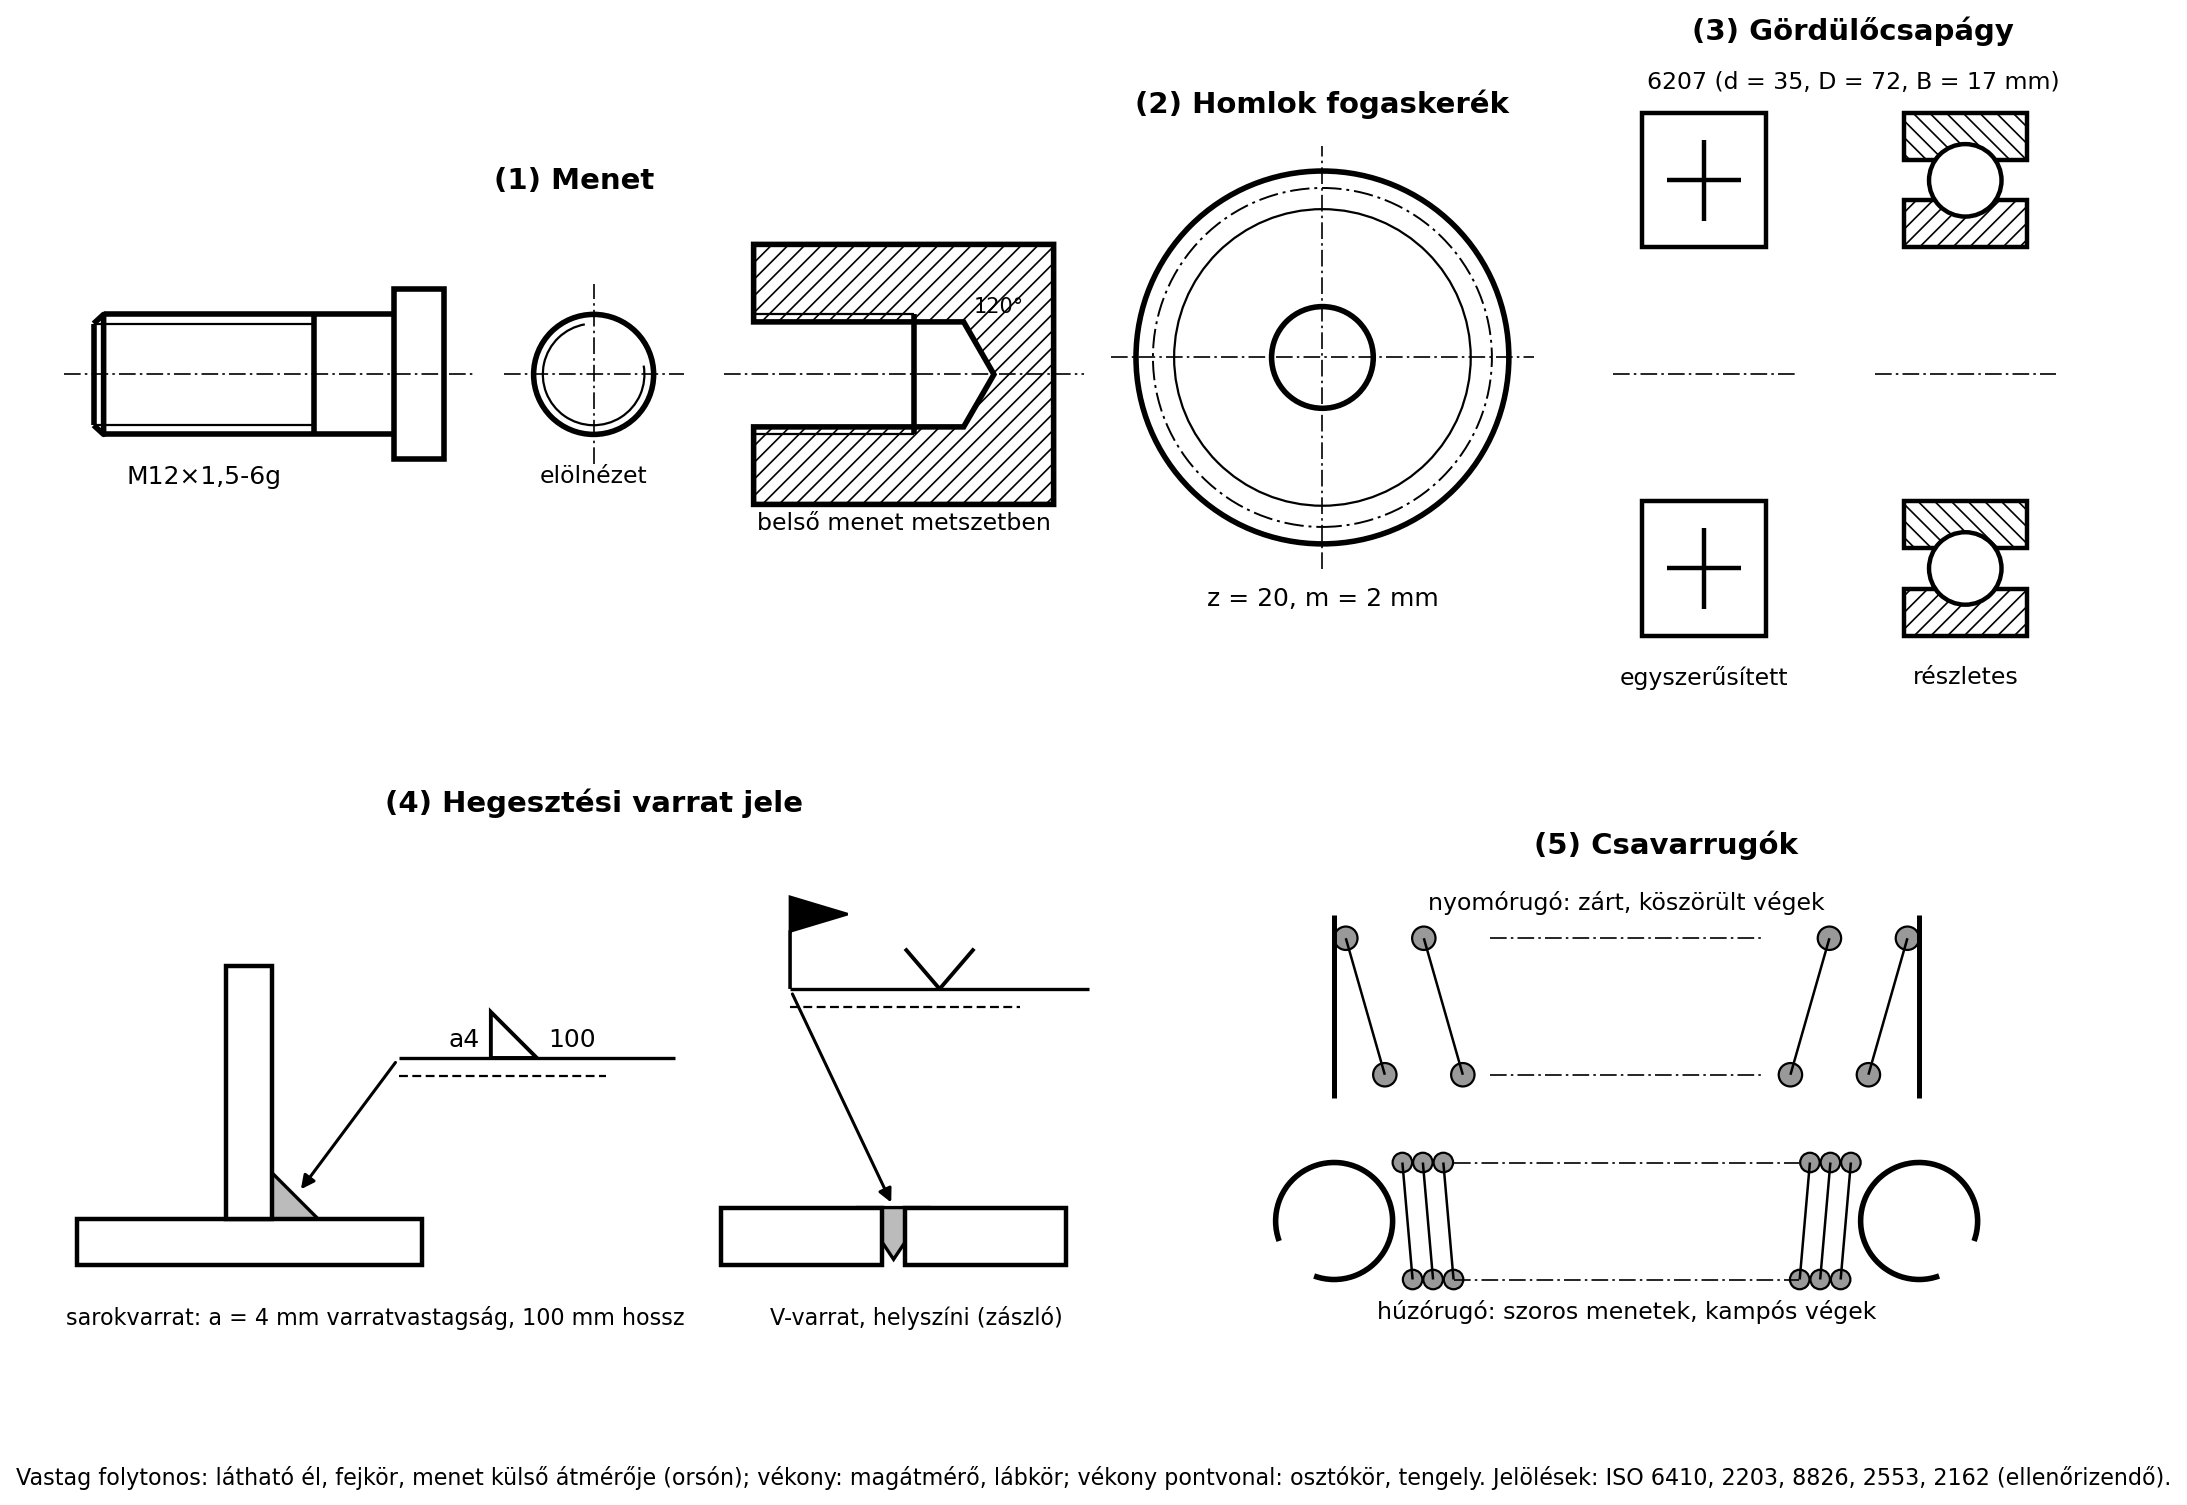 (1) Menet
M12×1,5-6g
elölnézet
120°
belső menet metszetben
(2) Homlok fogaskerék
z = 20, m = 2 mm
(3) Gördülőcsapágy
6207 (d = 35, D = 72, B = 17 mm)
egyszerűsített
részletes
(4) Hegesztési varrat jele
a4
100
sarokvarrat: a = 4 mm varratvastagság, 100 mm hossz
V-varrat, helyszíni (zászló)
(5) Csavarrugók
nyomórugó: zárt, köszörült végek
húzórugó: szoros menetek, kampós végek
Vastag folytonos: látható él, fejkör, menet külső átmérője (orsón); vékony: magátmérő, lábkör; vékony pontvonal: osztókör, tengely. Jelölések: ISO 6410, 2203, 8826, 2553, 2162 (ellenőrizendő).